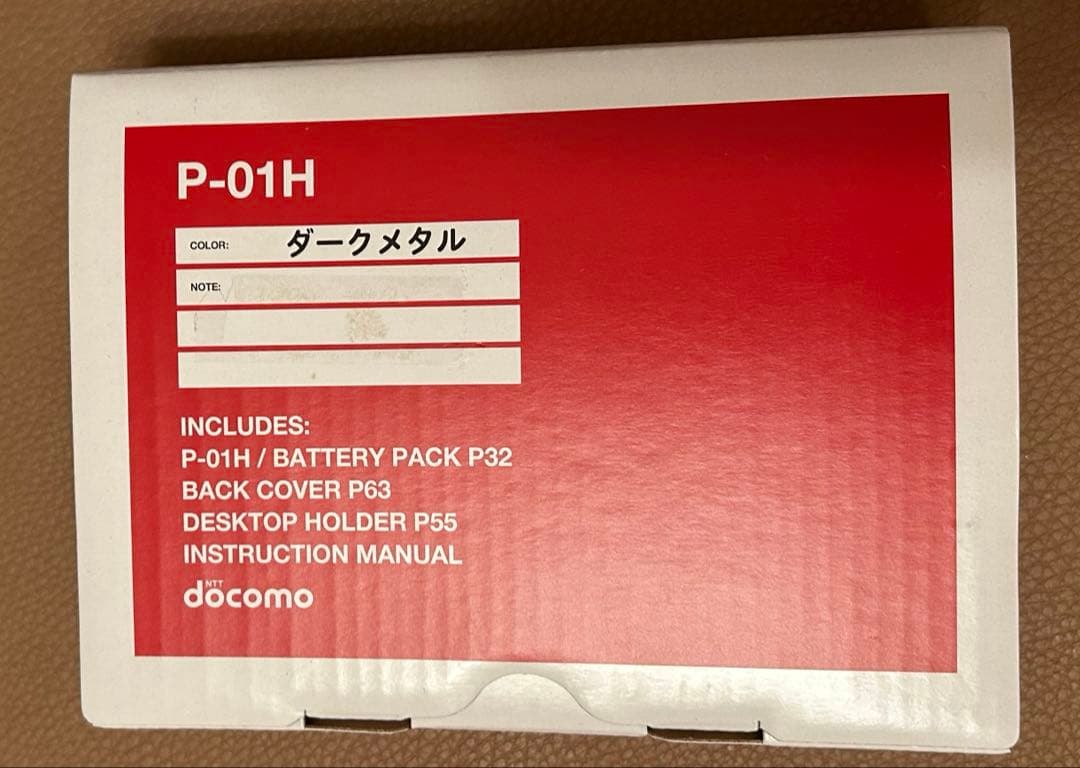 P-01H
COLOR: ダークメタル
NOTE:
INCLUDES:
P-01H / BATTERY PACK P32
BACK COVER P63
DESKTOP HOLDER P55
INSTRUCTION MANUAL
NTT
docomo